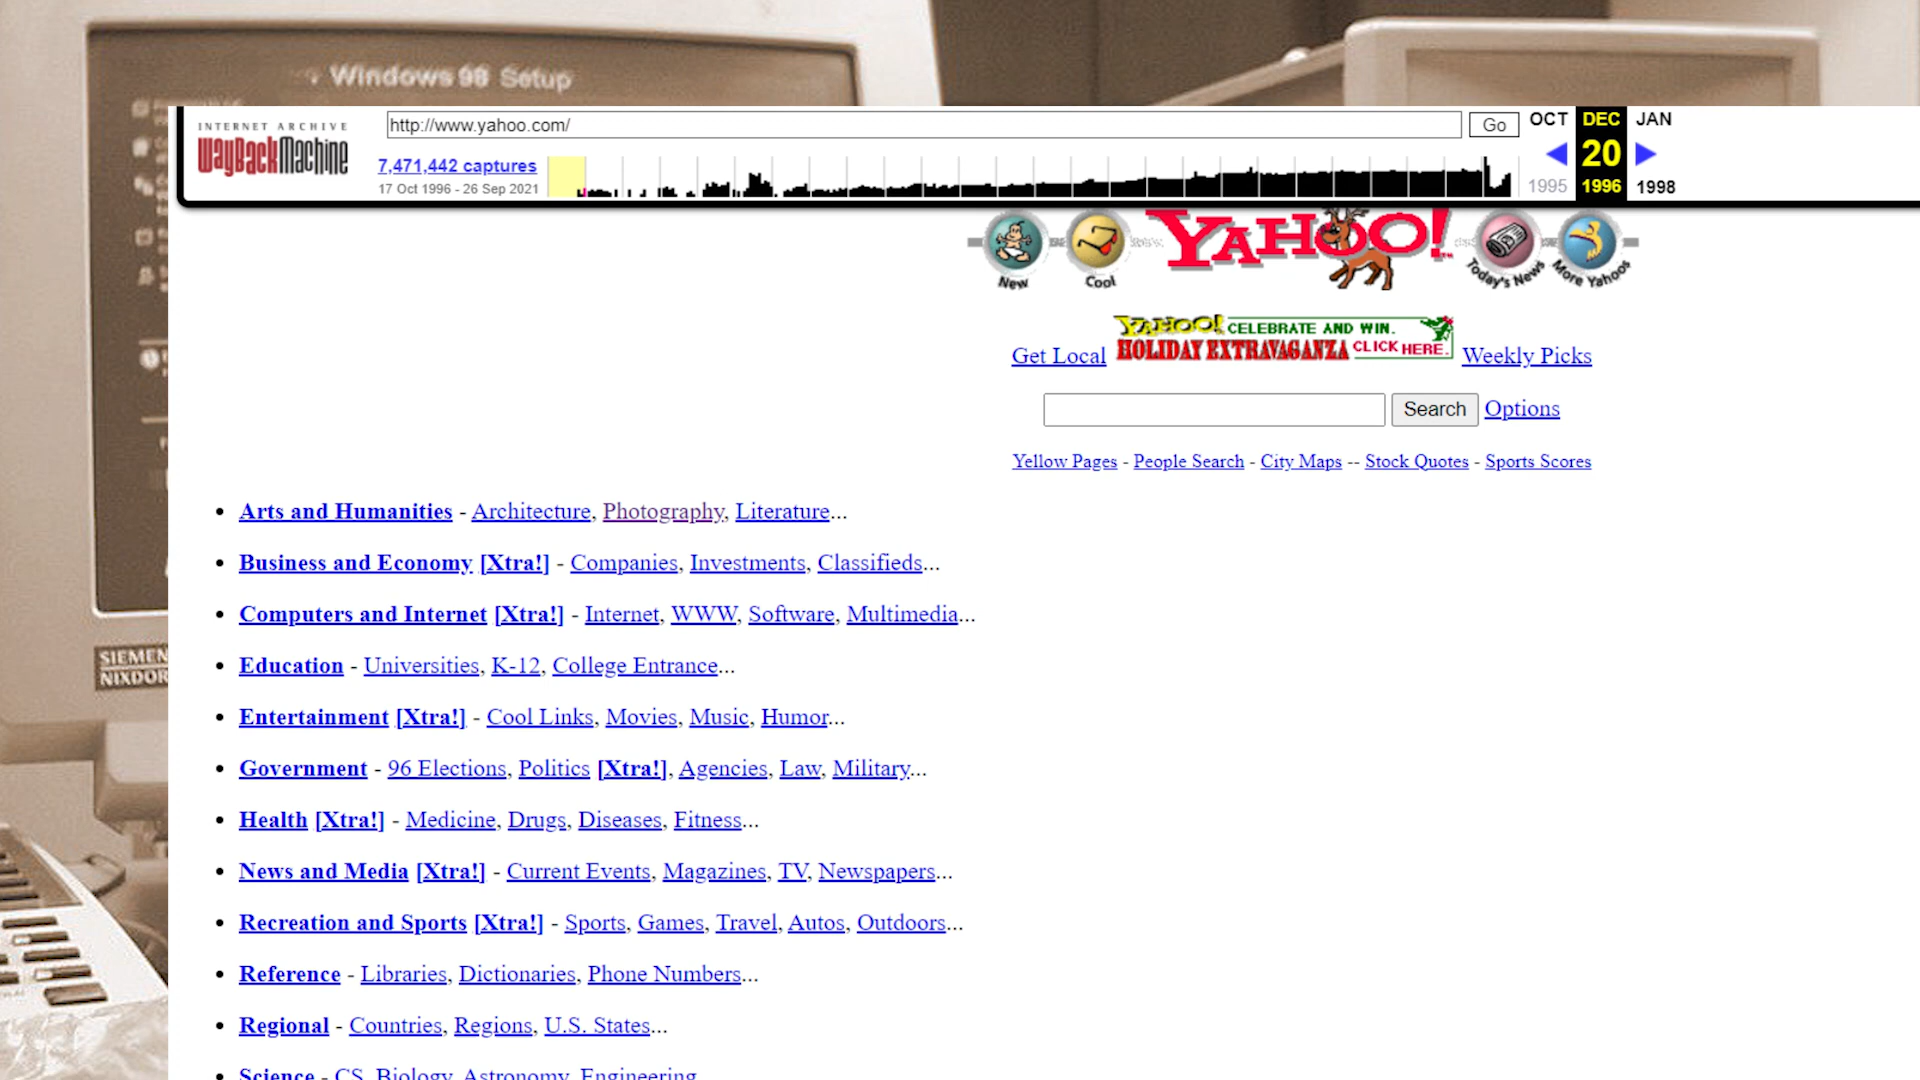 Windows 98 Setup
INTERNET ARCHIVE
WayBackMachine
http://www.yahoo.com/
Go
OCT DEC JAN
7,471,442 captures
20
17 Oct 1996 - 26 Sep 2021
1995 1996 1998
New
Cool
YAHOO!
Today's News
More Yahoos
YAHOO! CELEBRATE AND WIN.
HOLIDAY EXTRAVAGANZA CLICK HERE.
Get Local
Weekly Picks
Search Options
Yellow Pages - People Search - City Maps -- Stock Quotes - Sports Scores
• Arts and Humanities - Architecture, Photography, Literature...
• Business and Economy [Xtra!] - Companies, Investments, Classifieds...
• Computers and Internet [Xtra!] - Internet, WWW, Software, Multimedia...
SIEMEN
NIXDOR
• Education - Universities, K-12, College Entrance...
• Entertainment [Xtra!] - Cool Links, Movies, Music, Humor...
• Government - 96 Elections, Politics [Xtra!], Agencies, Law, Military...
• Health [Xtra!] - Medicine, Drugs, Diseases, Fitness...
• News and Media [Xtra!] - Current Events, Magazines, TV, Newspapers...
• Recreation and Sports [Xtra!] - Sports, Games, Travel, Autos, Outdoors...
• Reference - Libraries, Dictionaries, Phone Numbers...
• Regional - Countries, Regions, U.S. States...
• Science - CS, Biology, Astronomy, Engineering